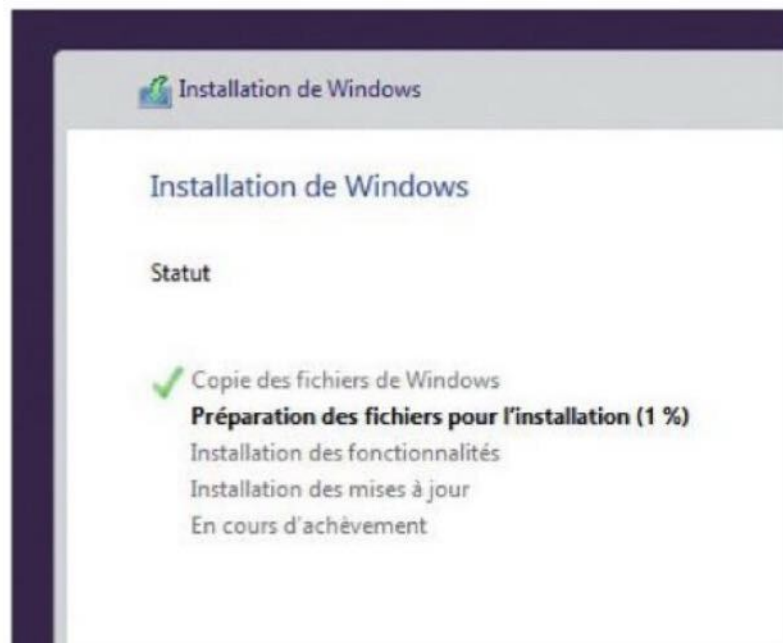 Installation de Windows
Installation de Windows
Statut
Copie des fichiers de Windows
Préparation des fichiers pour l'installation (1 %)
Installation des fonctionnalités
Installation des mises à jour
En cours d'achèvement